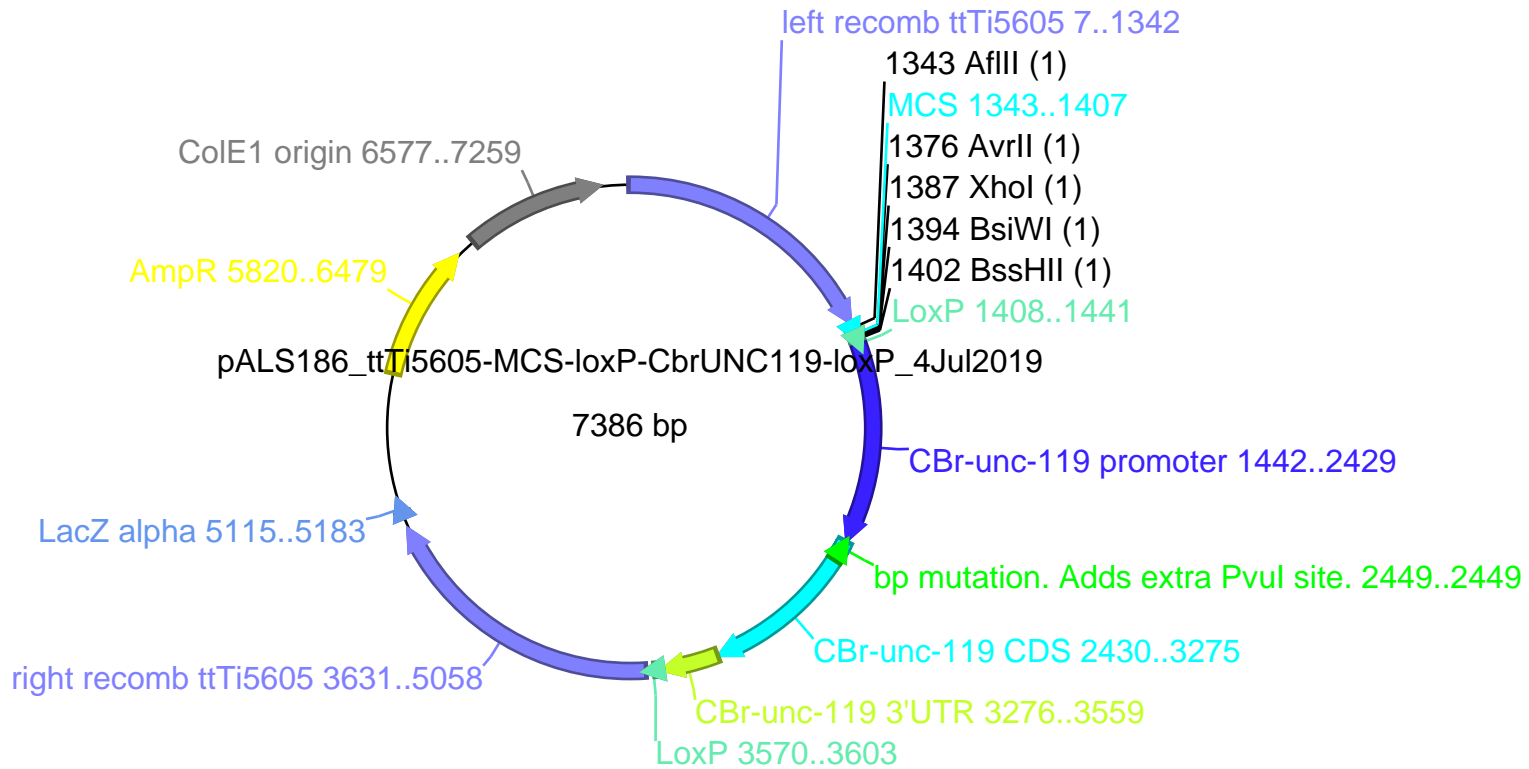 left recomb ttTi5605 7..1342
1343 AflII (1)
MCS 1343..1407
ColE1 origin 6577..7259
1376 AvrII (1)
1387 XhoI (1)
1394 BsiWI (1)
AmpR 5820..6479
1402 BssHII (1)
LoxP 1408..1441
pALS186_ttTi5605-MCS-loxP-CbrUNC119-loxP_4Jul2019
7386 bp
CBr-unc-119 promoter 1442..2429
LacZ alpha 5115..5183
bp mutation. Adds extra PvuI site. 2449..2449
CBr-unc-119 CDS 2430..3275
right recomb ttTi5605 3631..5058
CBr-unc-119 3'UTR 3276..3559
LoxP 3570..3603